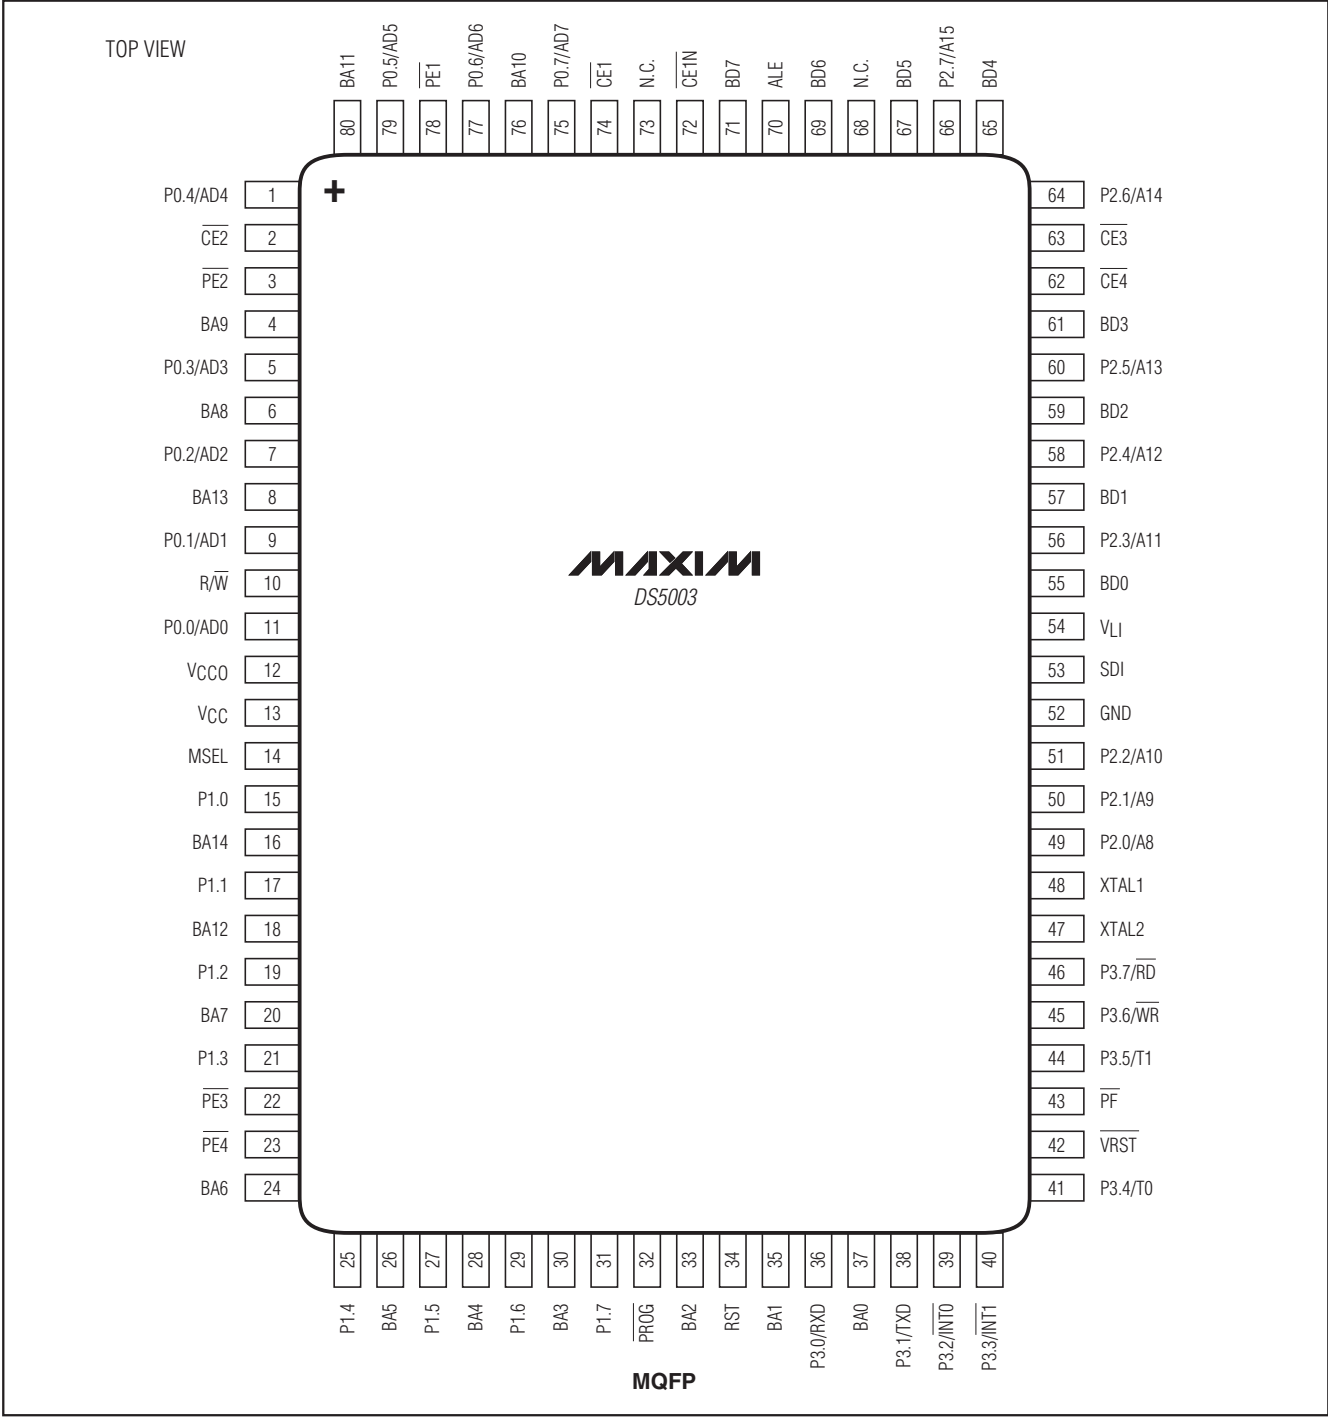 TOP VIEW
BA11
P0.5/AD5
PE1
P0.6/AD6
BA10
P0.7/AD7
CE1
N.C.
CE1N
BD7
ALE
BD6
N.C.
BD5
P2.7/A15
BD4
80 79 78 77 76 75 74 73 72 71 70 69 68 67 66 65
P0.4/AD4 1 + 64 P2.6/A14
CE2 2 63 CE3
PE2 3 62 CE4
BA9 4 61 BD3
P0.3/AD3 5 60 P2.5/A13
BA8 6 59 BD2
P0.2/AD2 7 58 P2.4/A12
BA13 8 57 BD1
P0.1/AD1 9 56 P2.3/A11
MAXIM
R/W 10 55 BD0
DS5003
P0.0/AD0 11 54 VLI
VCCO 12 53 SDI
VCC 13 52 GND
MSEL 14 51 P2.2/A10
P1.0 15 50 P2.1/A9
BA14 16 49 P2.0/A8
P1.1 17 48 XTAL1
BA12 18 47 XTAL2
P1.2 19 46 P3.7/RD
BA7 20 45 P3.6/WR
P1.3 21 44 P3.5/T1
PE3 22 43 PF
PE4 23 42 VRST
BA6 24 41 P3.4/T0
25 26 27 28 29 30 31 32 33 34 35 36 37 38 39 40
P1.4
BA5
P1.5
BA4
P1.6
BA3
P1.7
PROG
BA2
RST
BA1
P3.0/RXD
BA0
P3.1/TXD
P3.2/INT0
P3.3/INT1
MQFP